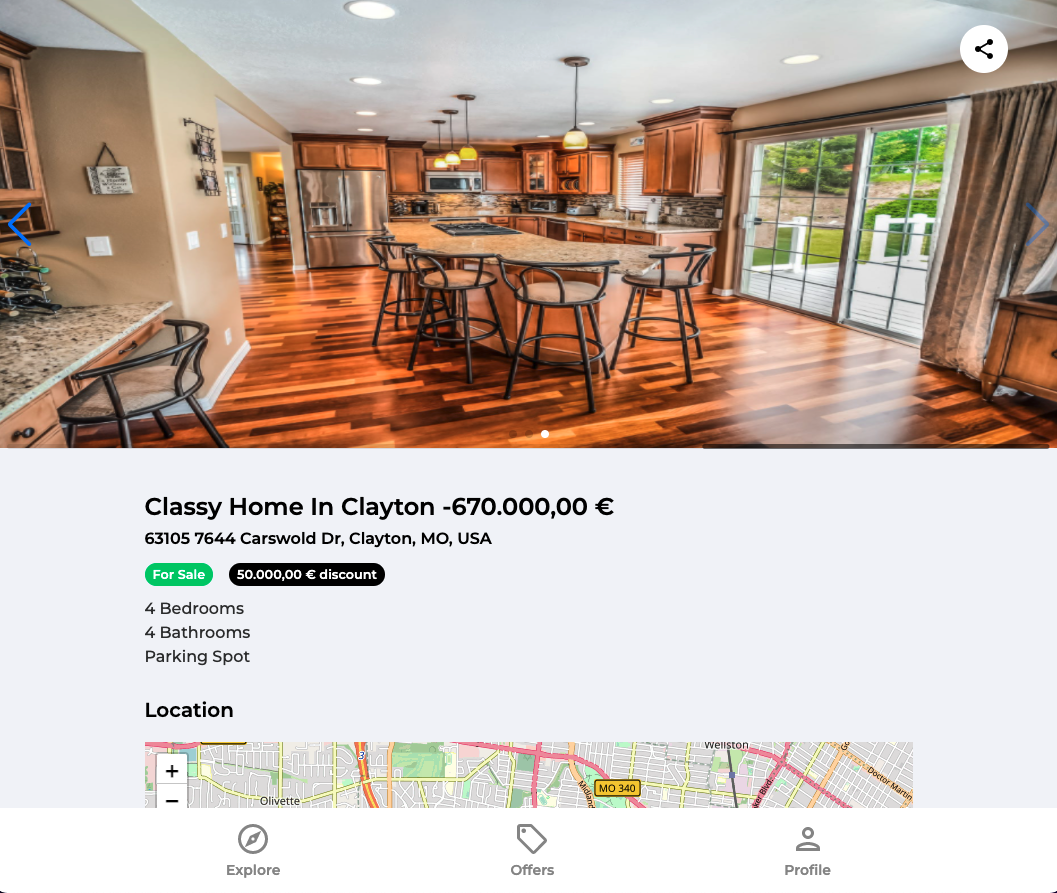 Classy Home In Clayton -670.000,00 €
63105 7644 Carswold Dr, Clayton, MO, USA
For Sale 50.000,00 € discount
4 Bedrooms
4 Bathrooms
Parking Spot
Location
Wellston
3
+
Olivette
MO 340
Doctor Martin
−
Explore Offers Profile